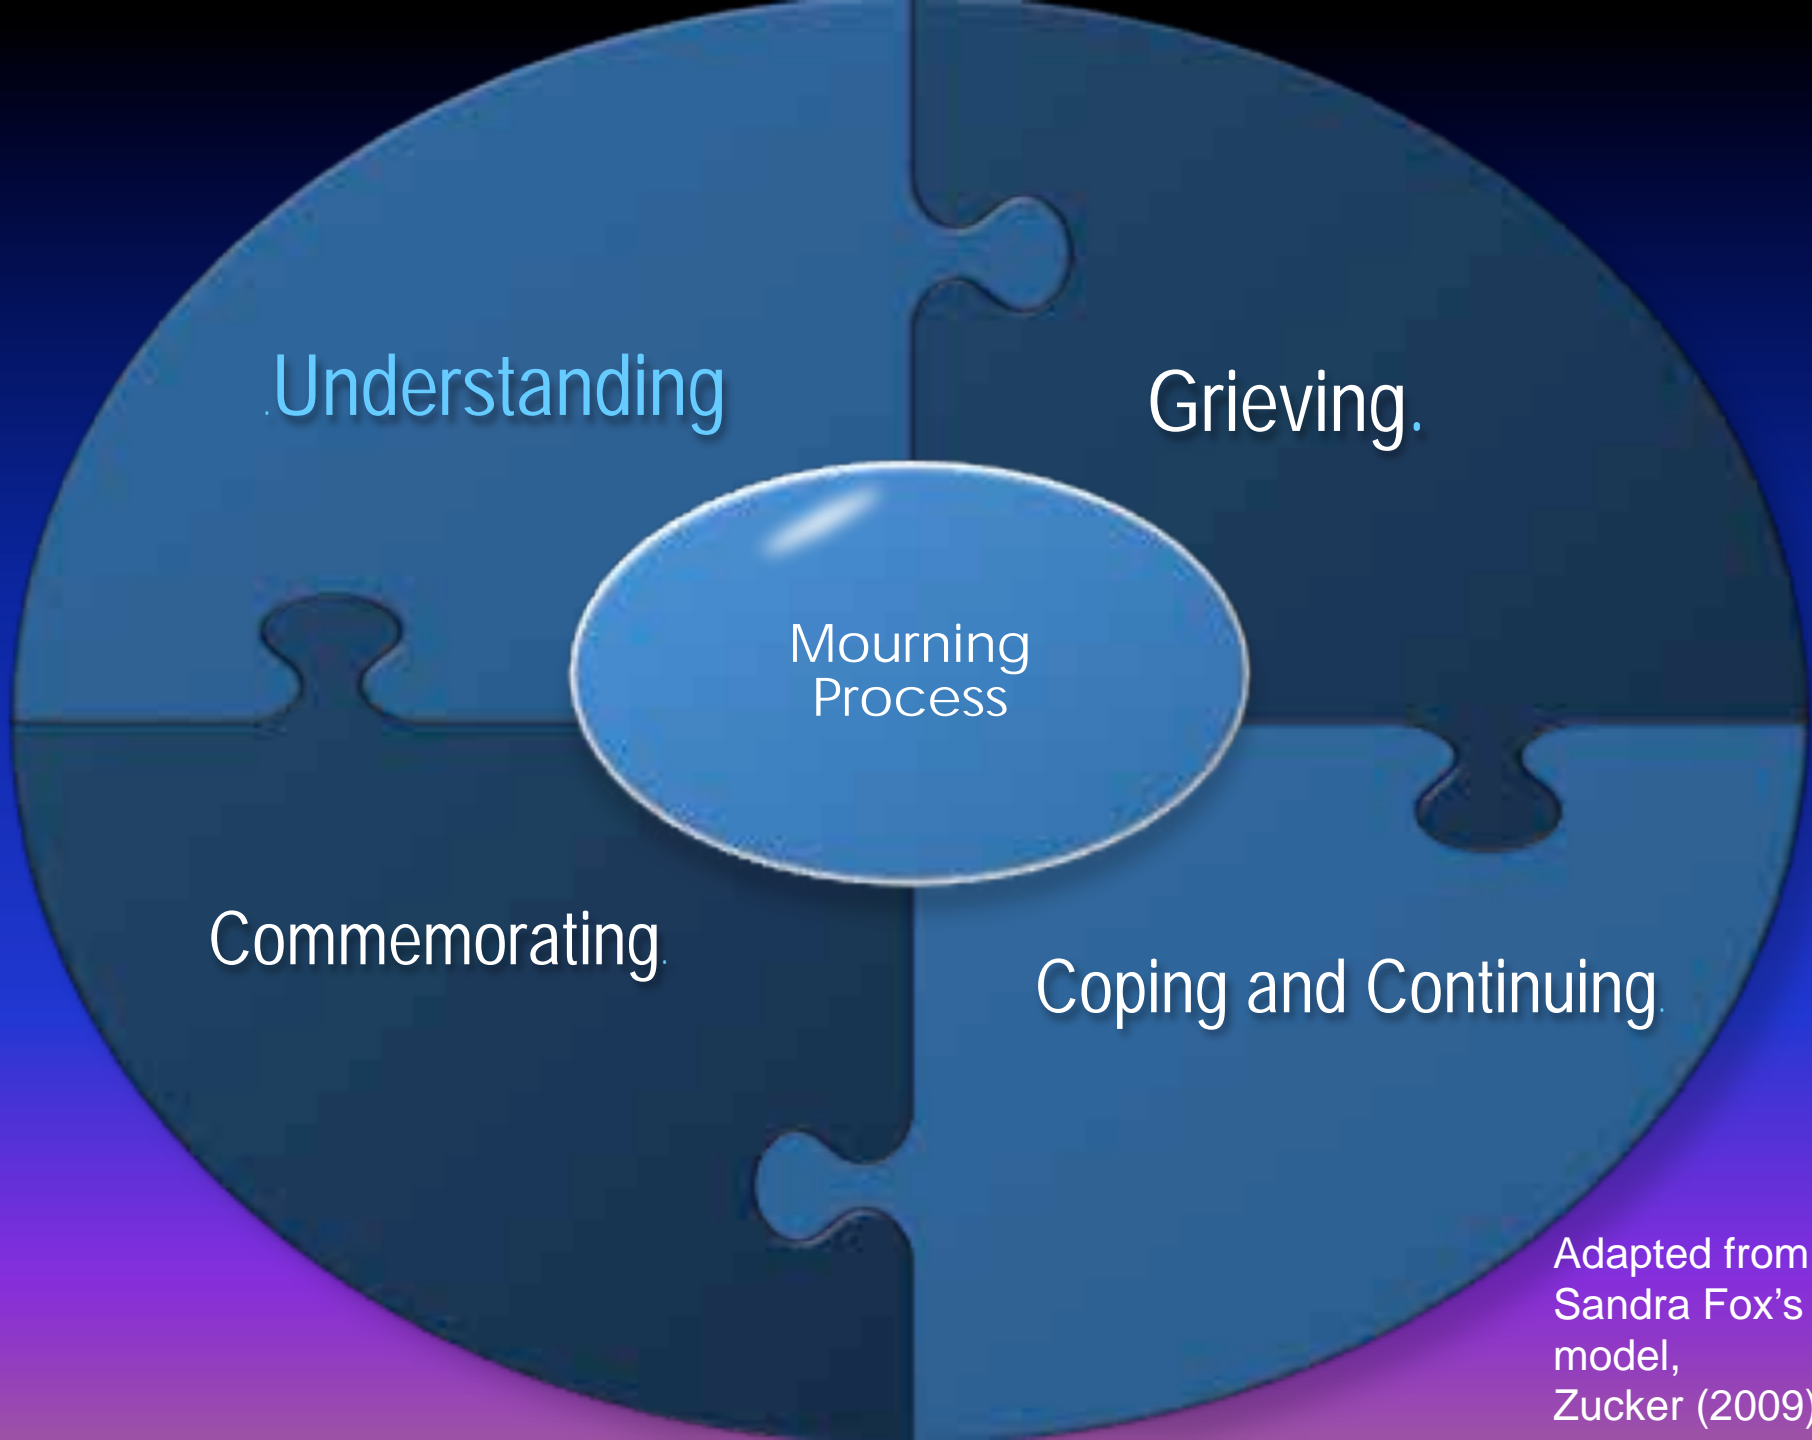 .Understanding
Grieving.
Mourning
Process
Commemorating.
Coping and Continuing.
Adapted from
Sandra Fox’s
model,
Zucker (2009)